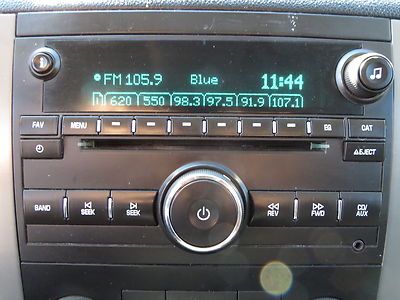 FM 105.9 Blue 11:44
1 620 550 98.3 97.5 91.9 107.1
FAV MENU EQ CAT
EJECT
BAND SEEK SEEK REV FWD CD/AUX